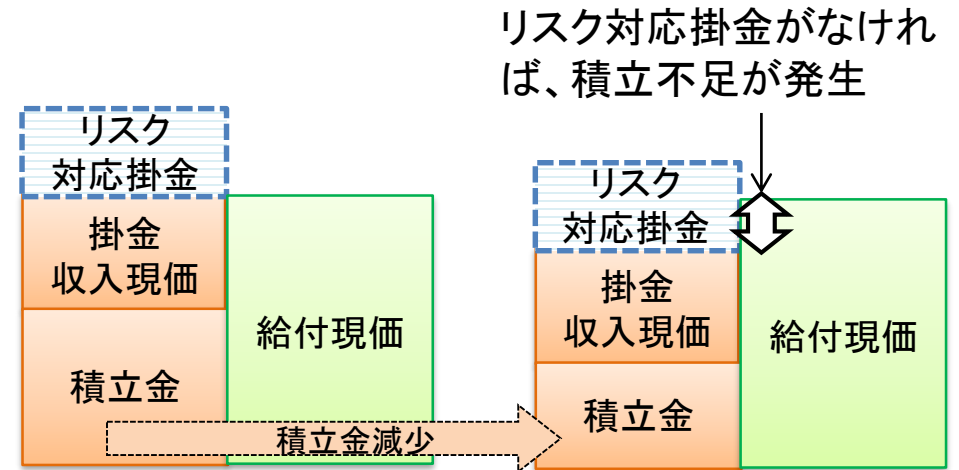 リスク対応掛金がなけれ
ば、積立不足が発生
リスク
対応掛金
掛金
収入現価
積立金
給付現価
積立金減少
リスク
対応掛金
掛金
収入現価
積立金
給付現価